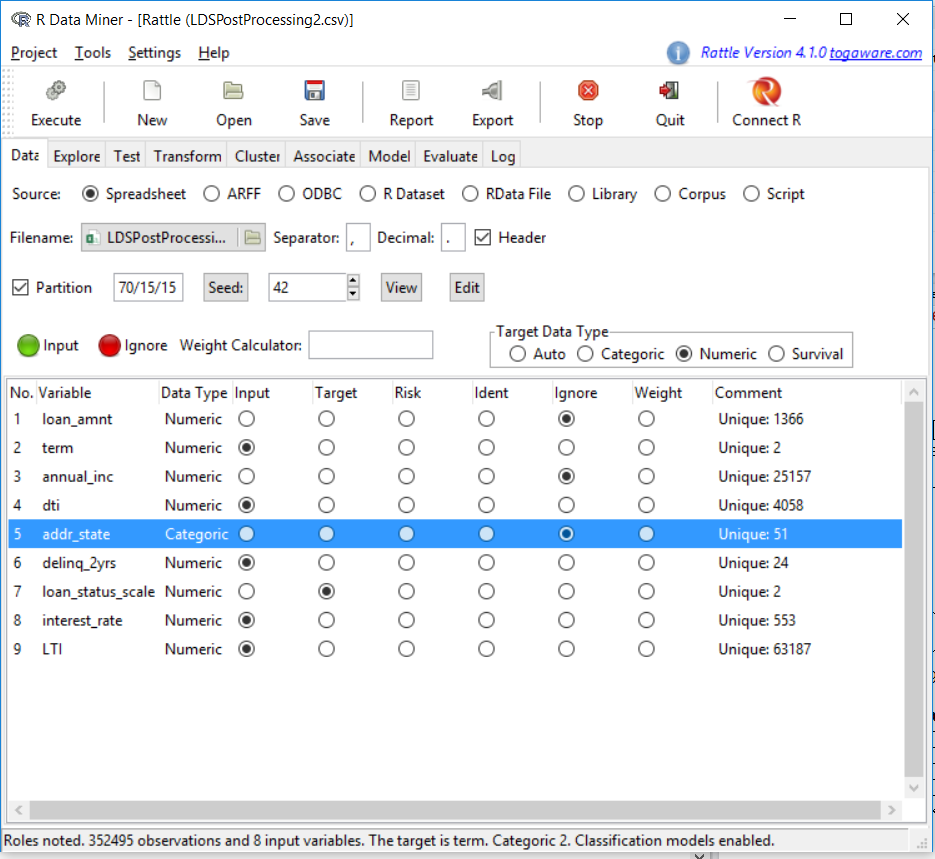 R Data Miner - [Rattle (LDSPostProcessing2.csv)]
Project Tools Settings Help Rattle Version 4.1.0 togaware.com
Execute New Open Save Report Export Stop Quit Connect R
Data Explore Test Transform Cluster Associate Model Evaluate Log
Source: Spreadsheet ARFF ODBC R Dataset RData File Library Corpus Script
Filename: LDSPostProcessi... Separator: , Decimal: . Header
Partition 70/15/15 Seed: 42 View Edit
Target Data Type
Input Ignore Weight Calculator: Auto Categoric Numeric Survival
No. Variable Data Type Input Target Risk Ident Ignore Weight Comment
1 loan_amnt Numeric Unique: 1366
2 term Numeric Unique: 2
3 annual_inc Numeric Unique: 25157
4 dti Numeric Unique: 4058
5 addr_state Categoric Unique: 51
6 delinq_2yrs Numeric Unique: 24
7 loan_status_scale Numeric Unique: 2
8 interest_rate Numeric Unique: 553
9 LTI Numeric Unique: 63187
Roles noted. 352495 observations and 8 input variables. The target is term. Categoric 2. Classification models enabled.